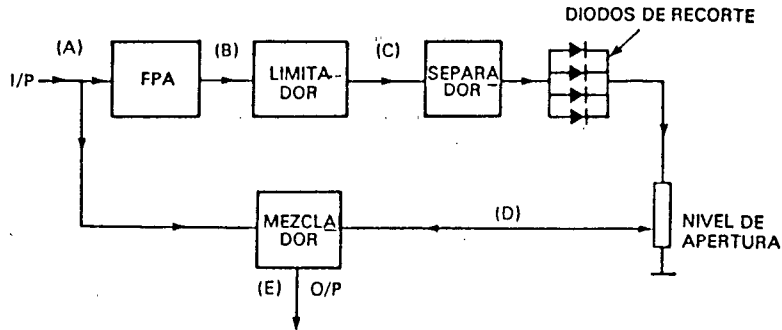 DIODOS DE RECORTE
(A)
(B)
(C)
I/P
FPA
LIMITA-
DOR
SEPARA
DOR
MEZCLA
DOR
(D)
NIVEL DE
APERTURA
(E)
O/P